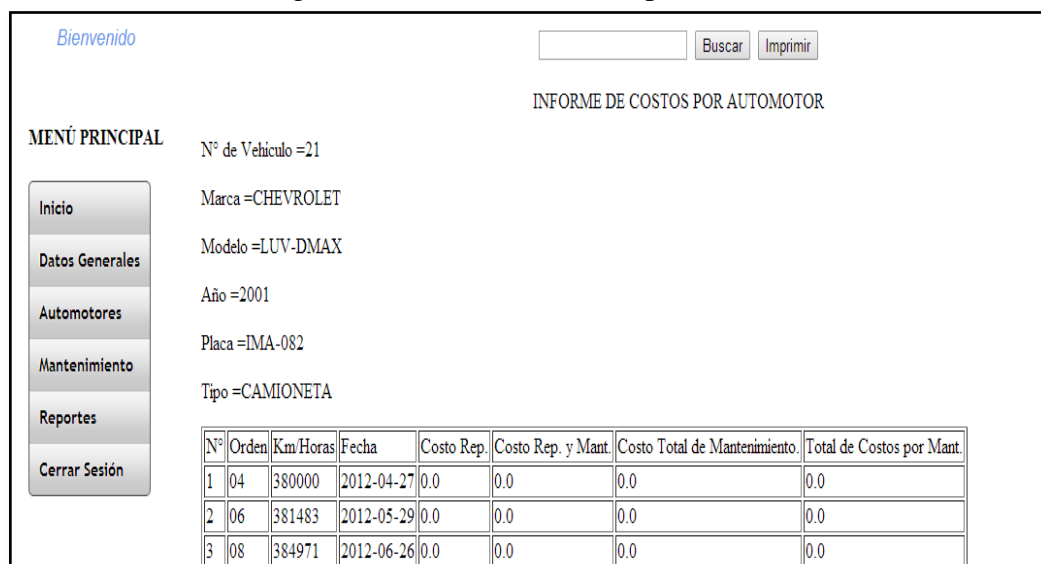 Bienvenido
Buscar Imprimir
INFORME DE COSTOS POR AUTOMOTOR
MENÚ PRINCIPAL
Inicio
Datos Generales
Automotores
Mantenimiento
Reportes
Cerrar Sesión
N° de Vehículo =21
Marca =CHEVROLET
Modelo =LUV-DMAX
Año =2001
Placa =IMA-082
Tipo =CAMIONETA
N° Orden Km/Horas Fecha Costo Rep. Costo Rep. y Mant. Costo Total de Mantenimiento. Total de Costos por Mant.
1 04 380000 2012-04-27 0.0 0.0 0.0 0.0
2 06 381483 2012-05-29 0.0 0.0 0.0 0.0
3 08 384971 2012-06-26 0.0 0.0 0.0 0.0